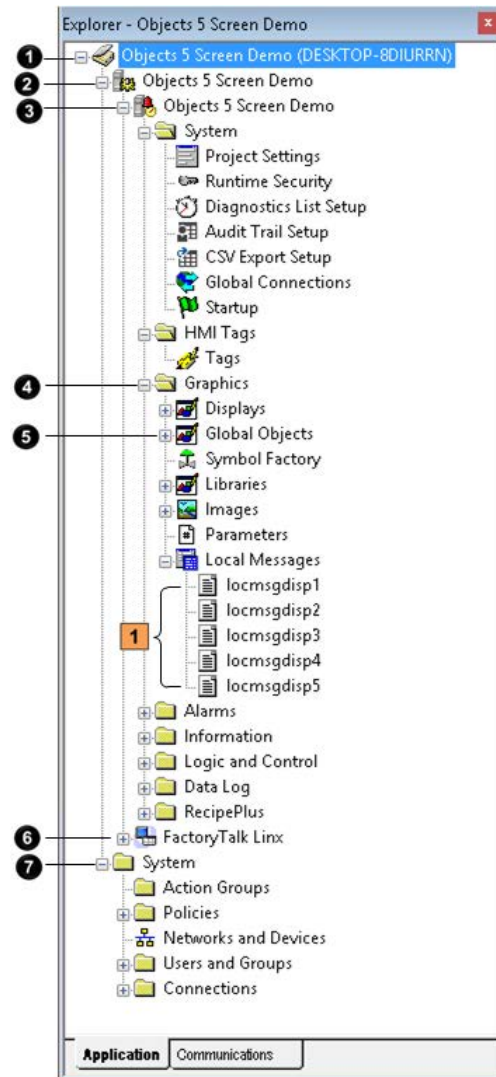 Explorer - Objects 5 Screen Demo
x
1 Objects 5 Screen Demo (DESKTOP-8DIURRN)
2 Objects 5 Screen Demo
3 Objects 5 Screen Demo
System
Project Settings
Runtime Security
Diagnostics List Setup
Audit Trail Setup
CSV Export Setup
Global Connections
Startup
HMI Tags
Tags
4 Graphics
Displays
5 Global Objects
Symbol Factory
Libraries
Images
Parameters
Local Messages
locmsgdisp1
locmsgdisp2
1 locmsgdisp3
locmsgdisp4
locmsgdisp5
Alarms
Information
Logic and Control
Data Log
RecipePlus
6 FactoryTalk Linx
7 System
Action Groups
Policies
Networks and Devices
Users and Groups
Connections
Application Communications